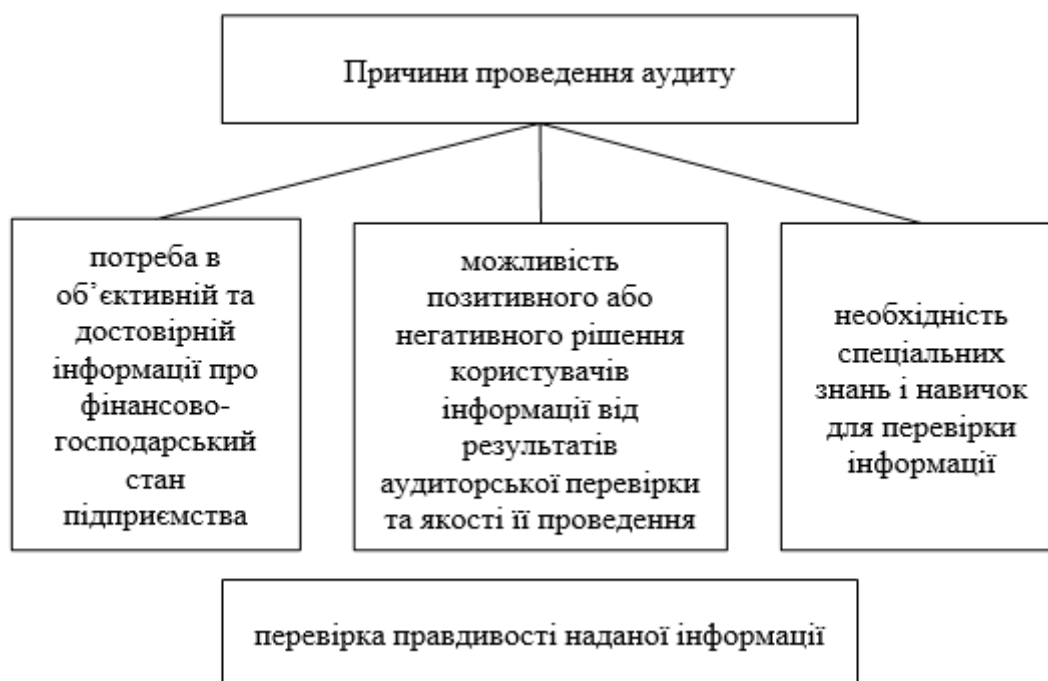 Причини проведення аудиту
потреба в
об’єктивній та
достовірній
інформації про
фінансово-
господарський
стан
підприємства
можливість
позитивного або
негативного рішення
користувачів
інформації від
результатів
аудиторської перевірки
та якості її проведення
необхідність
спеціальних
знань і навичок
для перевірки
інформації
перевірка правдивості наданої інформації